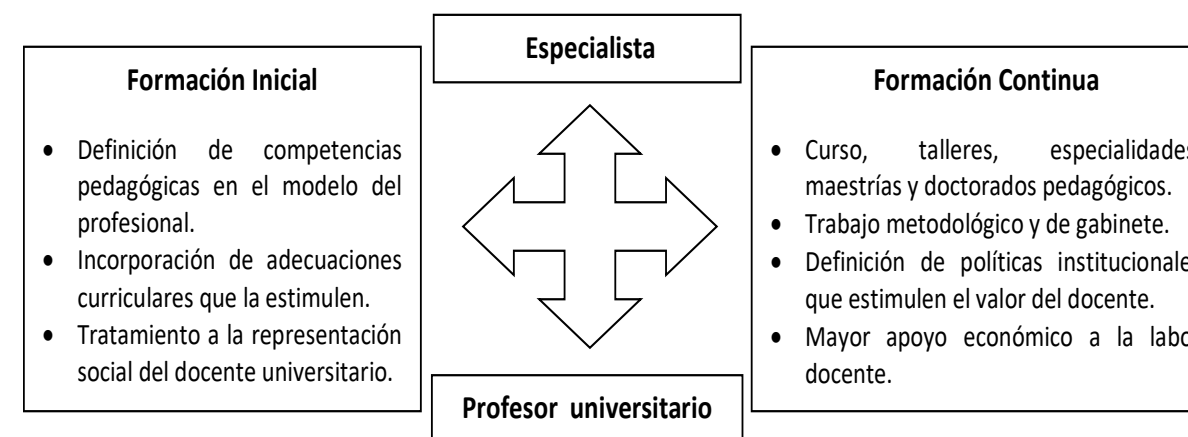 Especialista
Formación Inicial
• Definición de competencias
pedagógicas en el modelo del
profesional.
• Incorporación de adecuaciones
curriculares que la estimulen.
• Tratamiento a la representación
social del docente universitario.
Formación Continua
• Curso, talleres, especialidades
maestrías y doctorados pedagógicos.
• Trabajo metodológico y de gabinete.
• Definición de políticas institucionale
que estimulen el valor del docente.
• Mayor apoyo económico a la labo
docente.
Profesor universitario